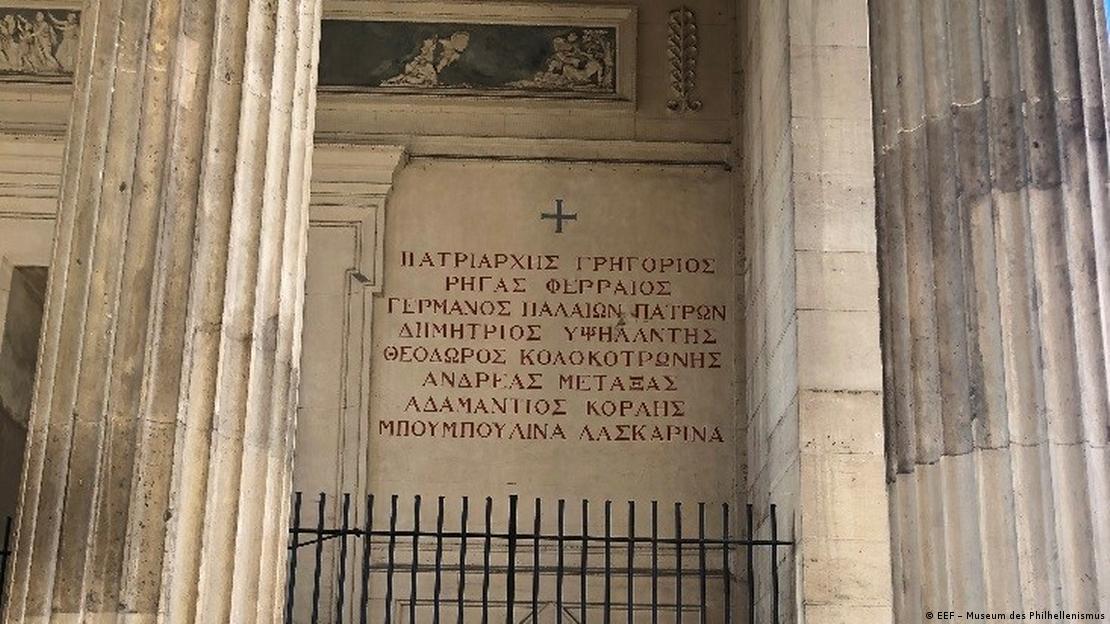 ΠΑΤΡΙΑΡΧΗΣ ΓΡΗΓΟΡΙΟΣ
ΡΗΓΑΣ ΦΕΡΡΑΙΟΣ
ΓΕΡΜΑΝΟΣ ΠΑΛΑΙΩΝ ΠΑΤΡΩΝ
ΔΗΜΗΤΡΙΟΣ ΥΨΗΛΑΝΤΗΣ
ΘΕΟΔΩΡΟΣ ΚΟΛΟΚΟΤΡΩΝΗΣ
ΑΝΔΡΕΑΣ ΜΕΤΑΞΑΣ
ΑΔΑΜΑΝΤΙΟΣ ΚΟΡΑΗΣ
ΜΠΟΥΜΠΟΥΛΙΝΑ ΛΑΣΚΑΡΙΝΑ
© EEF – Museum des Philhellenismus